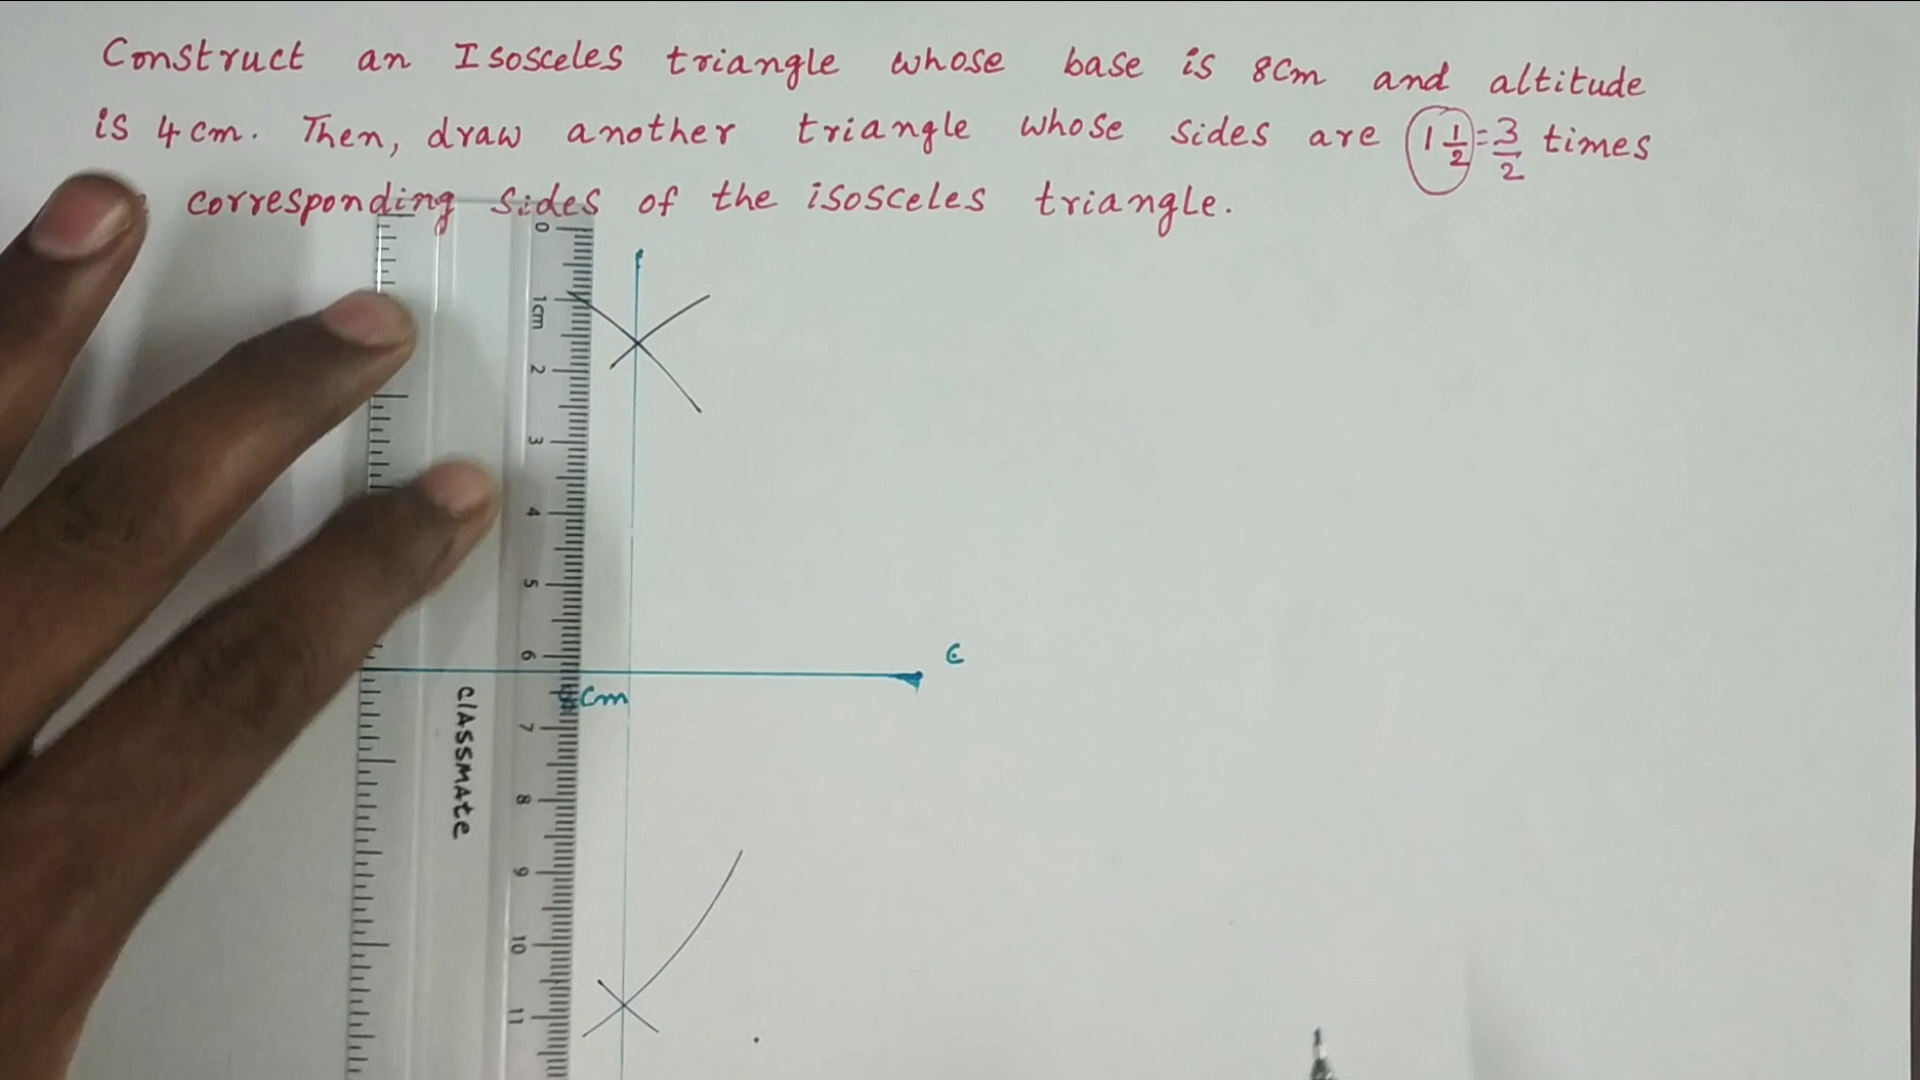 Construct an Isosceles triangle whose base is 8cm and altitude
is 4cm. Then, draw another triangle whose sides are 1 1/2 = 3/2 times
corresponding sides of the isosceles triangle.
0
1cm
2
3
4
5
6
7
8
9
10
11
C
cm
CLASSMATE